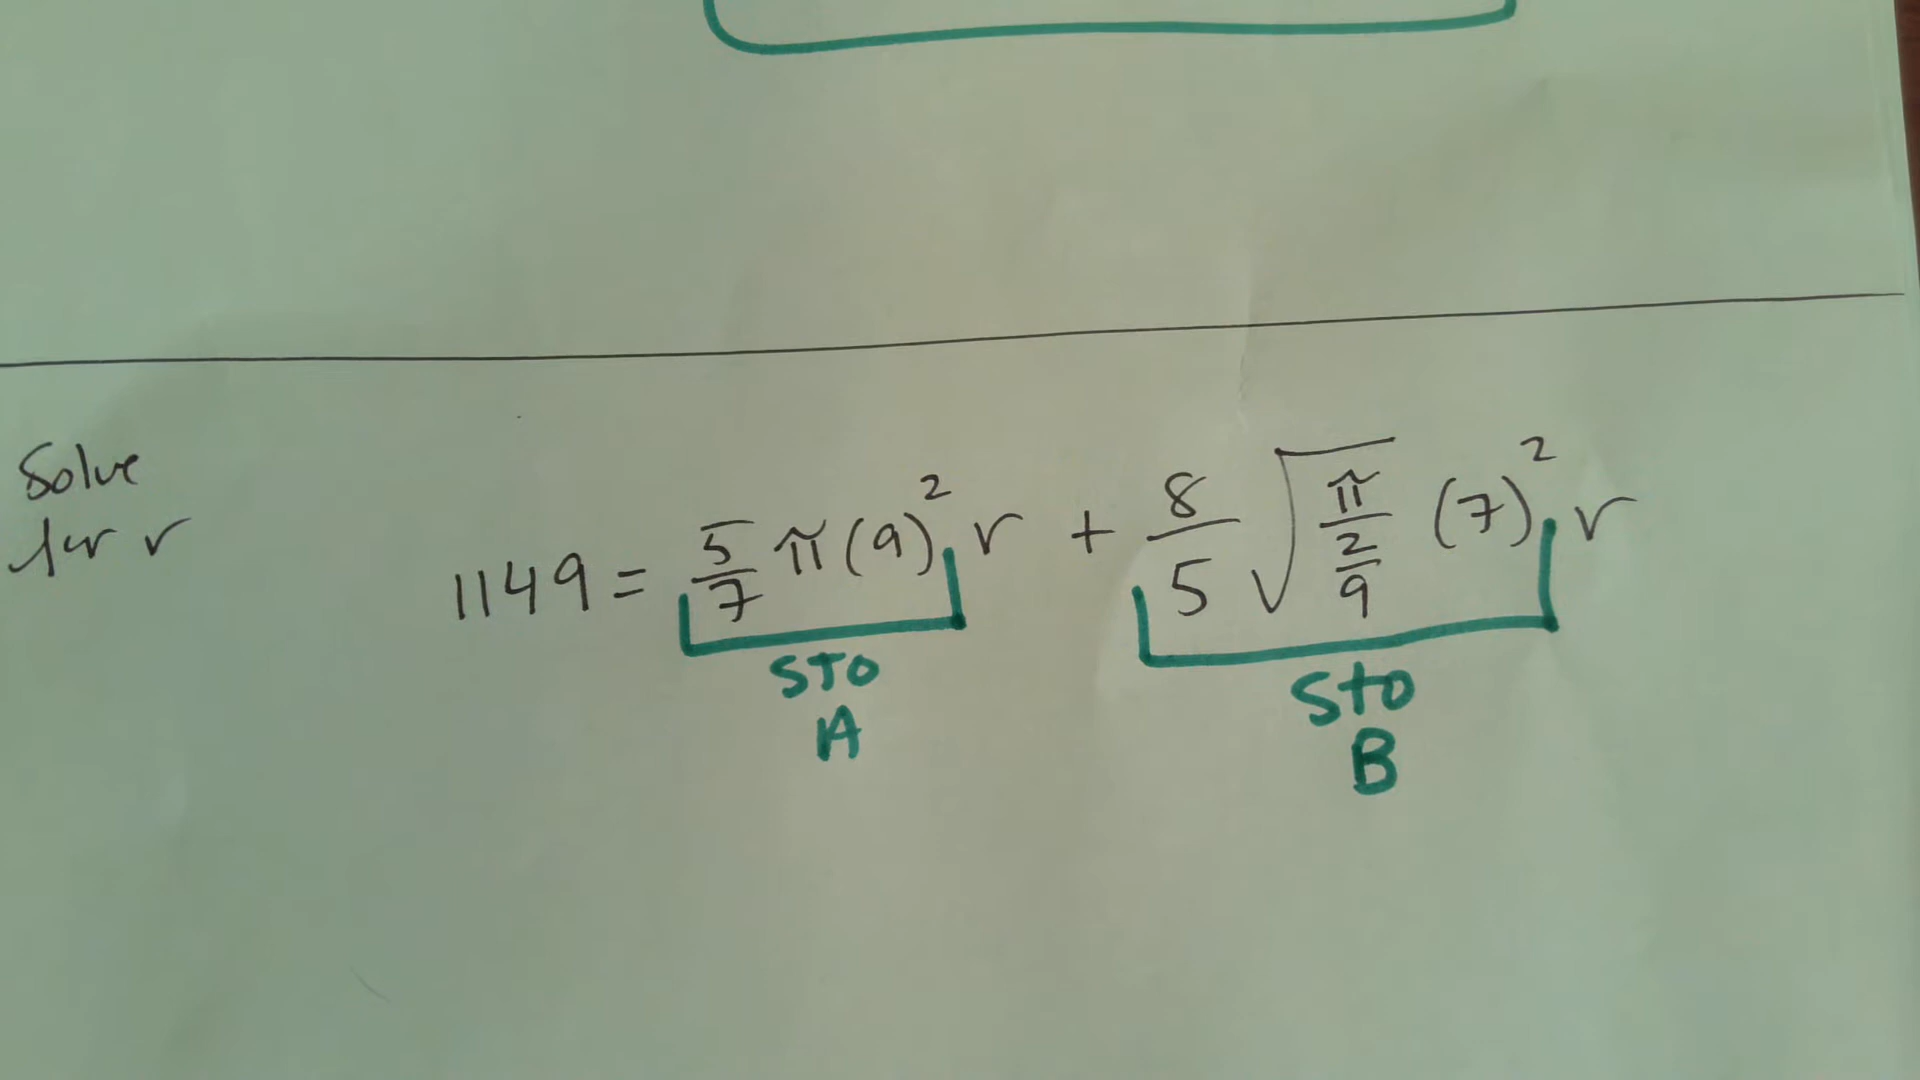 Solve
for r
1149 = 5/7 π(9)² r + 8/5 √(π/(2/9)) (7)² r
STO
A
Sto
B